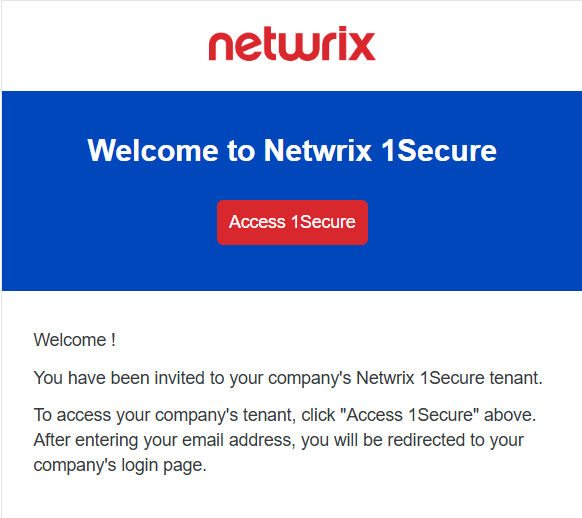 netwrix
Welcome to Netwrix 1Secure
Access 1Secure
Welcome !
You have been invited to your company's Netwrix 1Secure tenant.
To access your company's tenant, click "Access 1Secure" above.
After entering your email address, you will be redirected to your
company's login page.